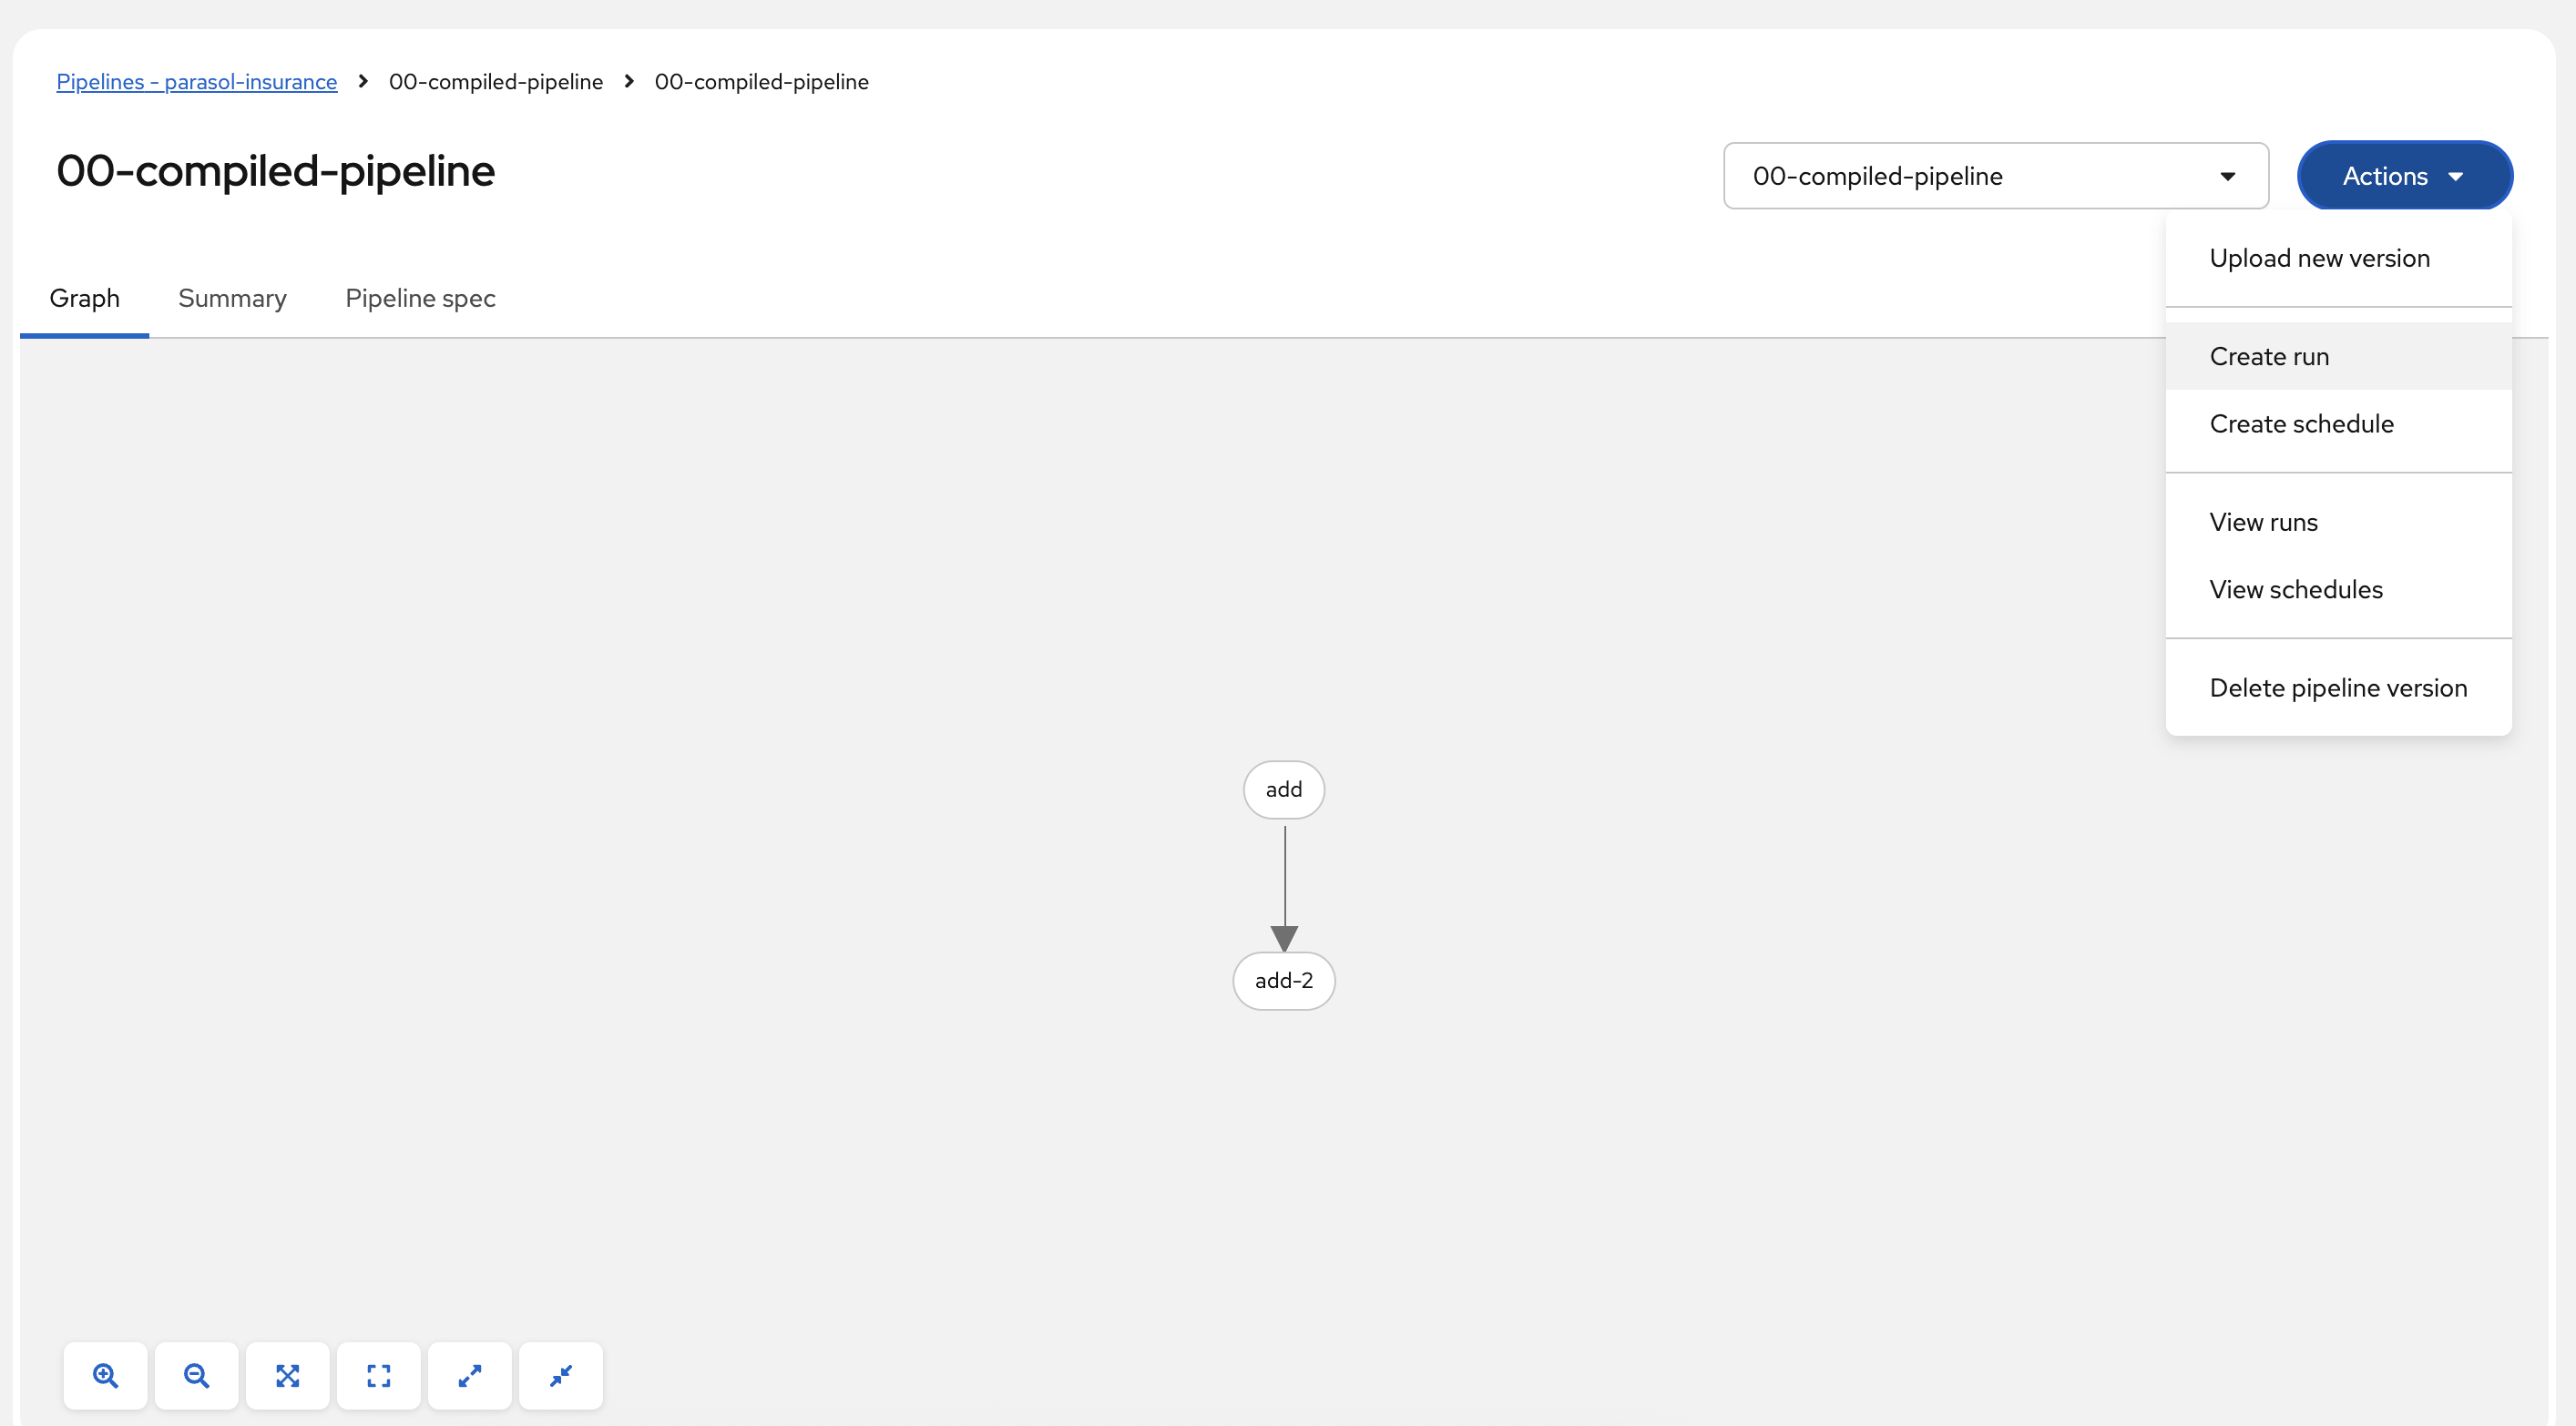 Pipelines - parasol-insurance > 00-compiled-pipeline > 00-compiled-pipeline
00-compiled-pipeline
00-compiled-pipeline
Actions
Upload new version
Create run
Create schedule
View runs
View schedules
Delete pipeline version
Graph Summary Pipeline spec
add
add-2